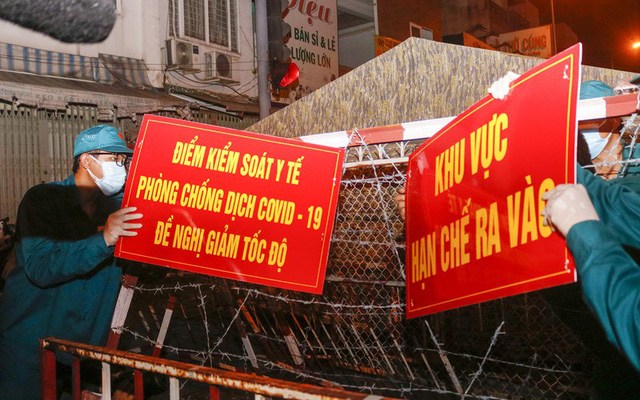 ĐIỂM KIỂM SOÁT Y TẾ
PHÒNG CHỐNG DỊCH COVID - 19
ĐỀ NGHỊ GIẢM TỐC ĐỘ
KHU VỰC
HẠN CHẾ RA VÀO
BÁN SỈ & LẺ
LƯỢNG LỚN